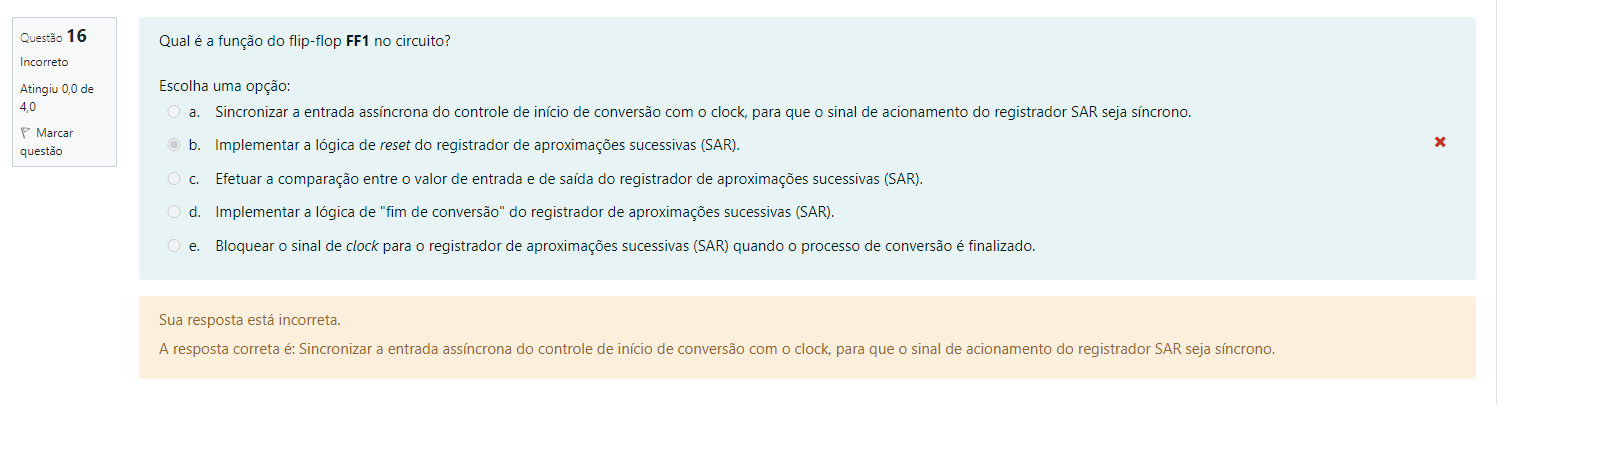 Questão 16
Incorreto
Atingiu 0,0 de
4,0
Marcar
questão
Qual é a função do flip-flop FF1 no circuito?
Escolha uma opção:
a. Sincronizar a entrada assíncrona do controle de início de conversão com o clock, para que o sinal de acionamento do registrador SAR seja síncrono.
b. Implementar a lógica de reset do registrador de aproximações sucessivas (SAR).
c. Efetuar a comparação entre o valor de entrada e de saída do registrador de aproximações sucessivas (SAR).
d. Implementar a lógica de "fim de conversão" do registrador de aproximações sucessivas (SAR).
e. Bloquear o sinal de clock para o registrador de aproximações sucessivas (SAR) quando o processo de conversão é finalizado.
Sua resposta está incorreta.
A resposta correta é: Sincronizar a entrada assíncrona do controle de início de conversão com o clock, para que o sinal de acionamento do registrador SAR seja síncrono.